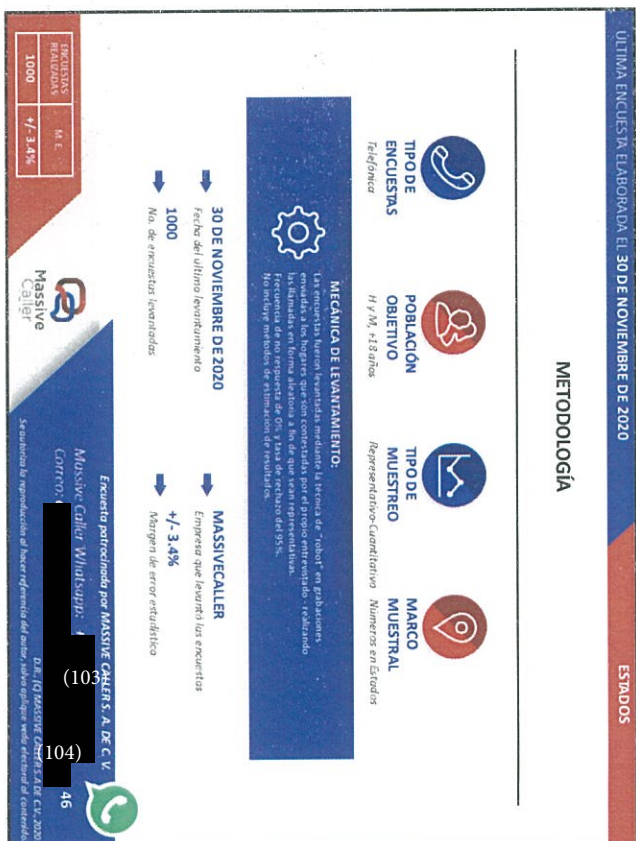 ÚLTIMA ENCUESTA ELABORADA EL 30 DE NOVIEMBRE DE 2020
ESTADOS
METODOLOGÍA
TIPO DE
ENCUESTAS
Telefónica
POBLACIÓN
OBJETIVO
H y M, +18 años
TIPO DE
MUESTREO
Representativo-Cuantitativo
MARCO
MUESTRAL
Números en Estados
MECÁNICA DE LEVANTAMIENTO:
Las encuestas fueron levantadas mediante la técnica de "robot" en grabaciones
enviadas a los hogares que son contestadas por el propio entrevistado - realizando
las llamadas en forma aleatoria a fin de que sean representativas.
Frecuencia de no respuesta de 0% y tasa de rechazo del 95%.
No incluye métodos de estimación de resultados.
30 DE NOVIEMBRE DE 2020
Fecha del ultimo levantamiento
MASSIVECALLER
Empresa que levantó las encuestas
1000
No. de encuestas levantadas
+/- 3.4%
Margen de error estadística
ENCUESTAS
REALIZADAS
M. E.
1000
+/- 3.4%
Massive
Caller
Encuesta patrocinada por MASSIVE CALLER S. A. DE C. V.
Massive Caller Whatsapp:
(103)
Correo:
(104)
46
D.R., (C) MASSIVE CALLER S.A DE C.V., 2020
Se autoriza la reproducción al hacer referencia del autor, salvo aplique veda electoral al contenido.